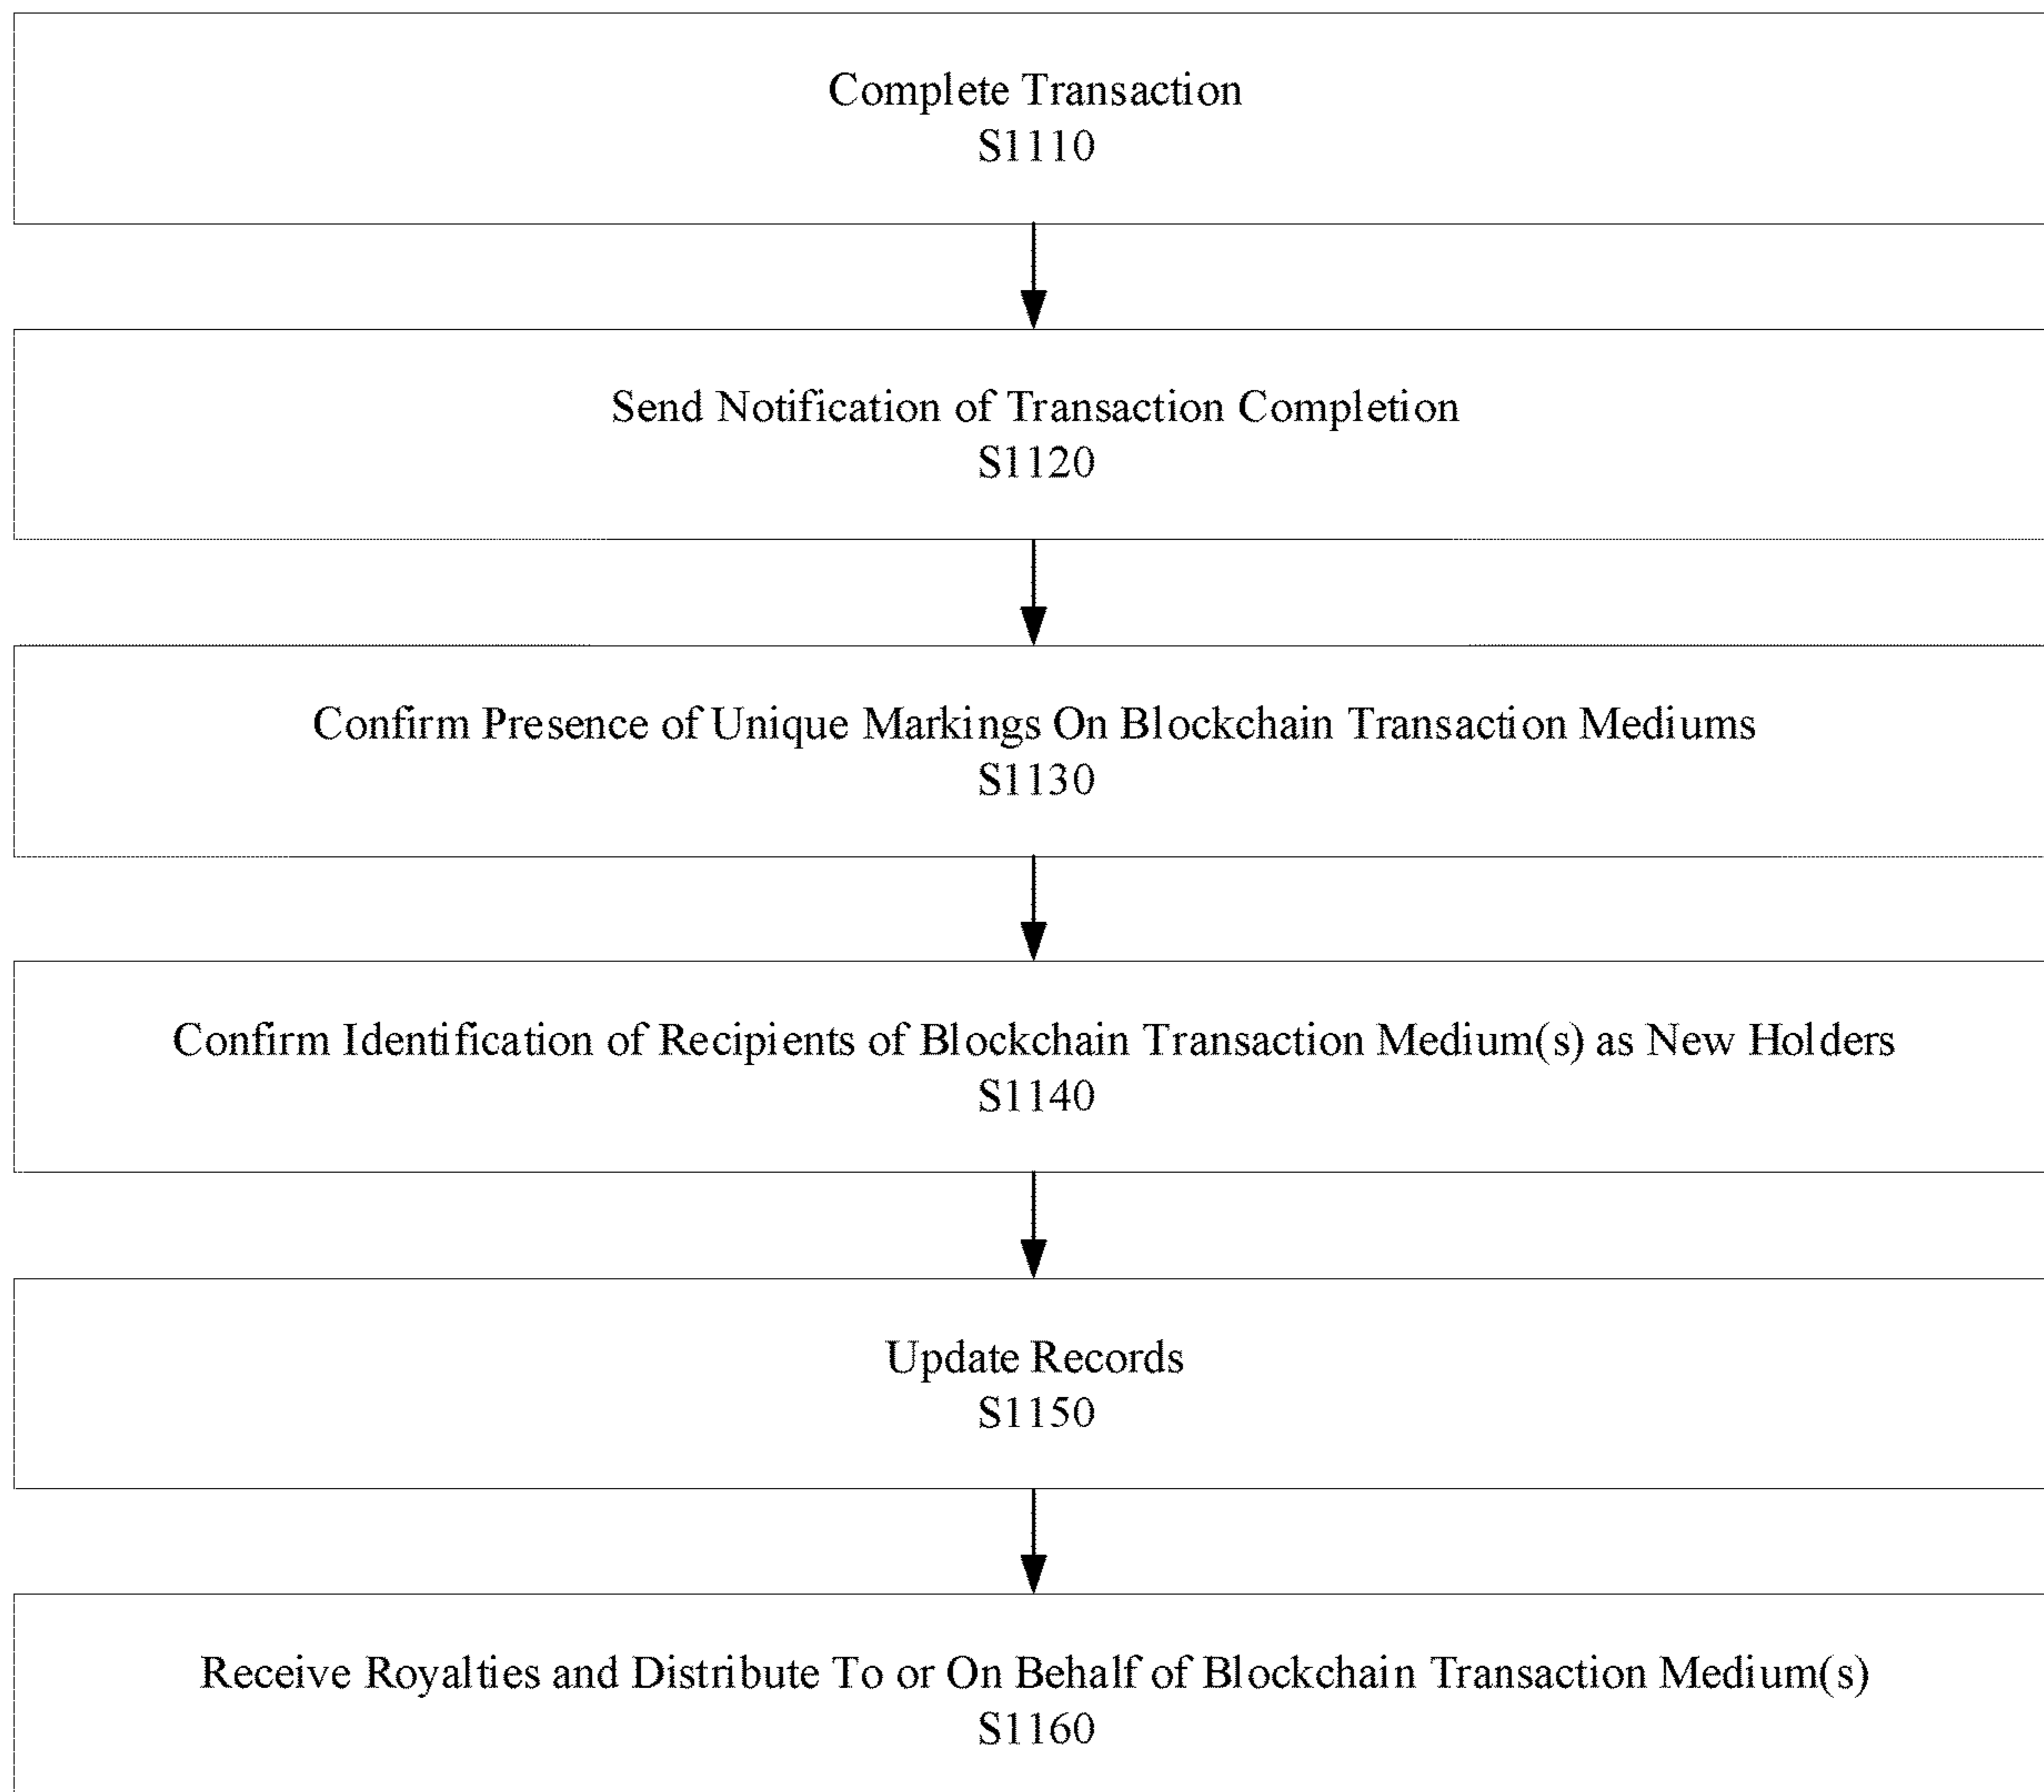 Complete Transaction
S1110
Send Notification of Transaction Completion
S1120
Confirm Presence of Unique Markings On Blockchain Transaction Mediums
S1130
Confirm Identification of Recipients of Blockchain Transaction Medium(s) as New Holders
S1140
Update Records
S1150
Receive Royalties and Distribute To or On Behalf of Blockchain Transaction Medium(s)
S1160